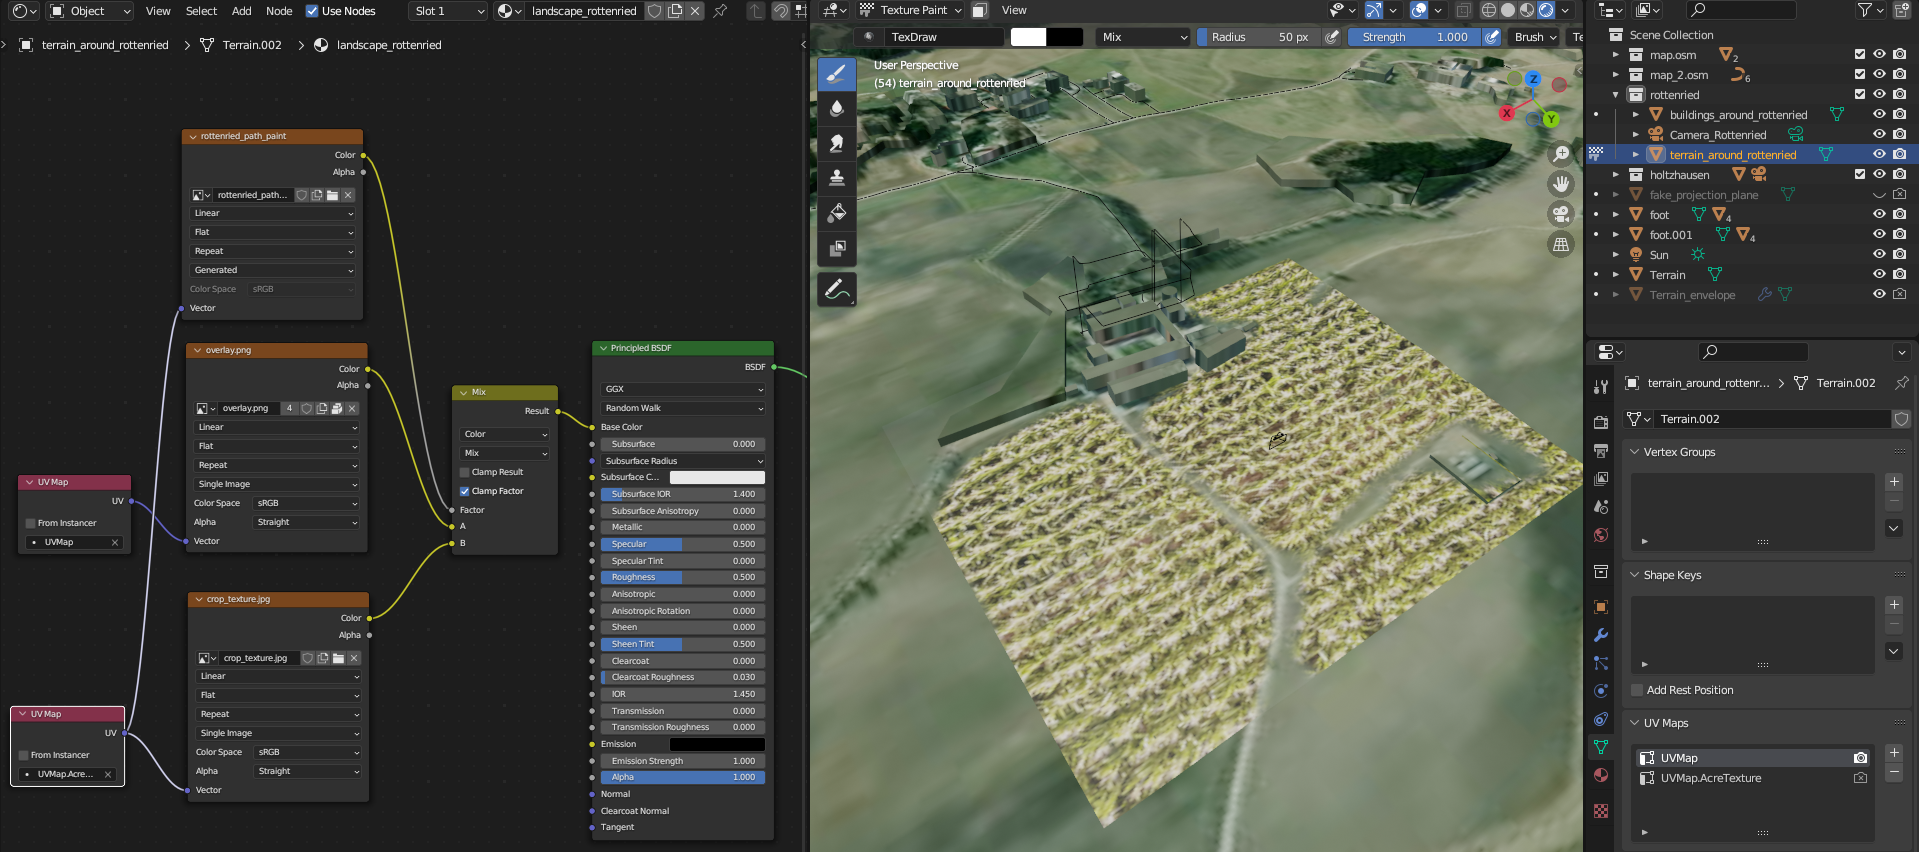 Object View Select Add Node Use Nodes Slot 1 landscape_rottenried
terrain_around_rottenried > Terrain.002 > landscape_rottenried
rottenried_path_paint
Color
Alpha
rottenried_path...
Linear
Flat
Repeat
Generated
Color Space sRGB
Vector
overlay.png
Color
Alpha
overlay.png 4
Linear
Flat
Repeat
Single Image
Color Space sRGB
Alpha Straight
Vector
UV Map
UV
From Instancer
UVMap
crop_texture.jpg
Color
Alpha
crop_texture.jpg
Linear
Flat
Repeat
Single Image
Color Space sRGB
Alpha Straight
Vector
UV Map
UV
From Instancer
UVMap.Acre...
Mix
Result
Color
Mix
Clamp Result
Clamp Factor
Factor
A
B
Principled BSDF
BSDF
GGX
Random Walk
Base Color
Subsurface 0.000
Subsurface Radius
Subsurface C...
Subsurface IOR 1.400
Subsurface Anisotropy 0.000
Metallic 0.000
Specular 0.500
Specular Tint 0.000
Roughness 0.500
Anisotropic 0.000
Anisotropic Rotation 0.000
Sheen 0.000
Sheen Tint 0.500
Clearcoat 0.000
Clearcoat Roughness 0.030
IOR 1.450
Transmission 0.000
Transmission Roughness 0.000
Emission
Emission Strength 1.000
Alpha 1.000
Normal
Clearcoat Normal
Tangent
Texture Paint View
TexDraw Mix Radius 50 px Strength 1.000 Brush Te
User Perspective
(54) terrain_around_rottenried
Z
X
Y
Scene Collection
map.osm 2
map_2.osm 6
rottenried
buildings_around_rottenried
Camera_Rottenried
terrain_around_rottenried
holtzhausen
fake_projection_plane
foot 4
foot.001 4
Sun
Terrain
Terrain_envelope
terrain_around_rottenr... > Terrain.002
Terrain.002
Vertex Groups
Shape Keys
Add Rest Position
UV Maps
UVMap
UVMap.AcreTexture